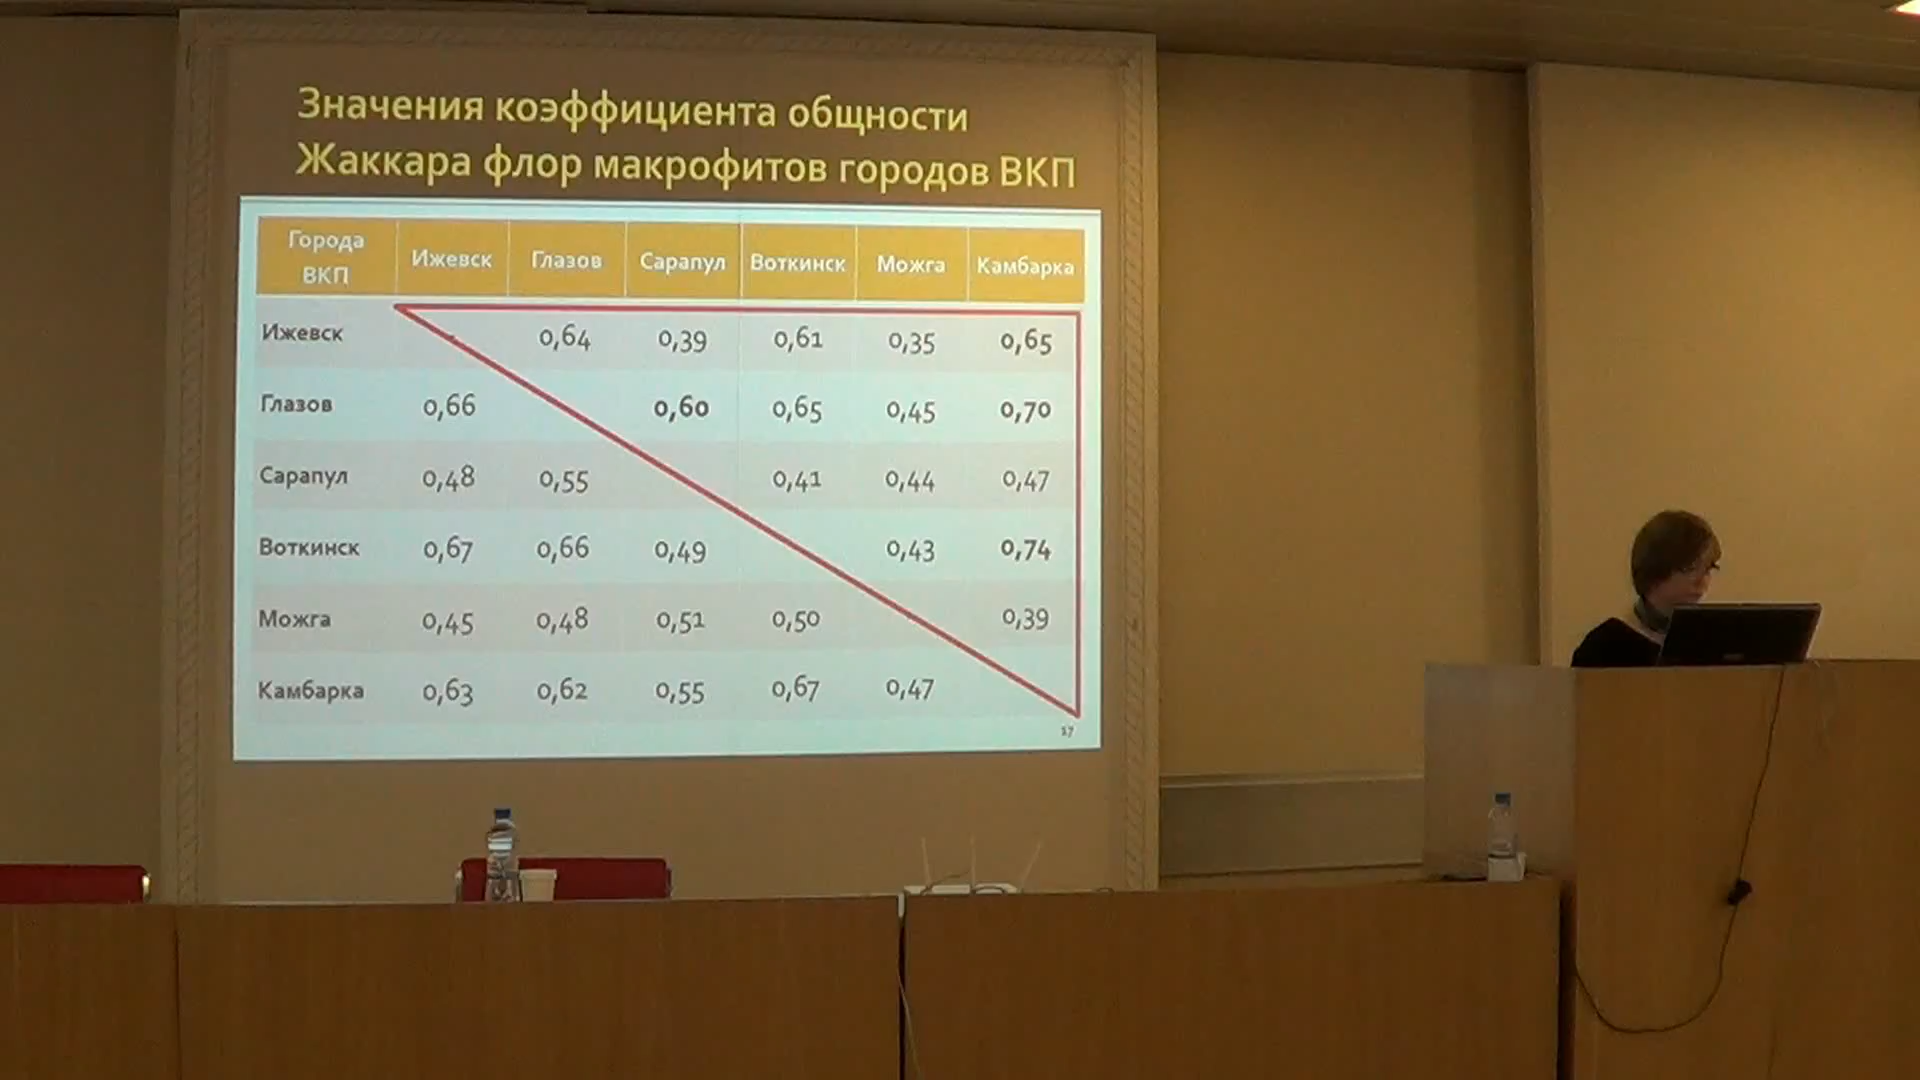 Значения коэффициента общности
Жаккара флор макрофитов городов ВКП
Города ВКП Ижевск Глазов Сарапул Воткинск Можга Камбарка
Ижевск 0,64 0,39 0,61 0,35 0,65
Глазов 0,66 0,60 0,65 0,45 0,70
Сарапул 0,48 0,55 0,41 0,44 0,47
Воткинск 0,67 0,66 0,49 0,43 0,74
Можга 0,45 0,48 0,51 0,50 0,39
Камбарка 0,63 0,62 0,55 0,67 0,47
17